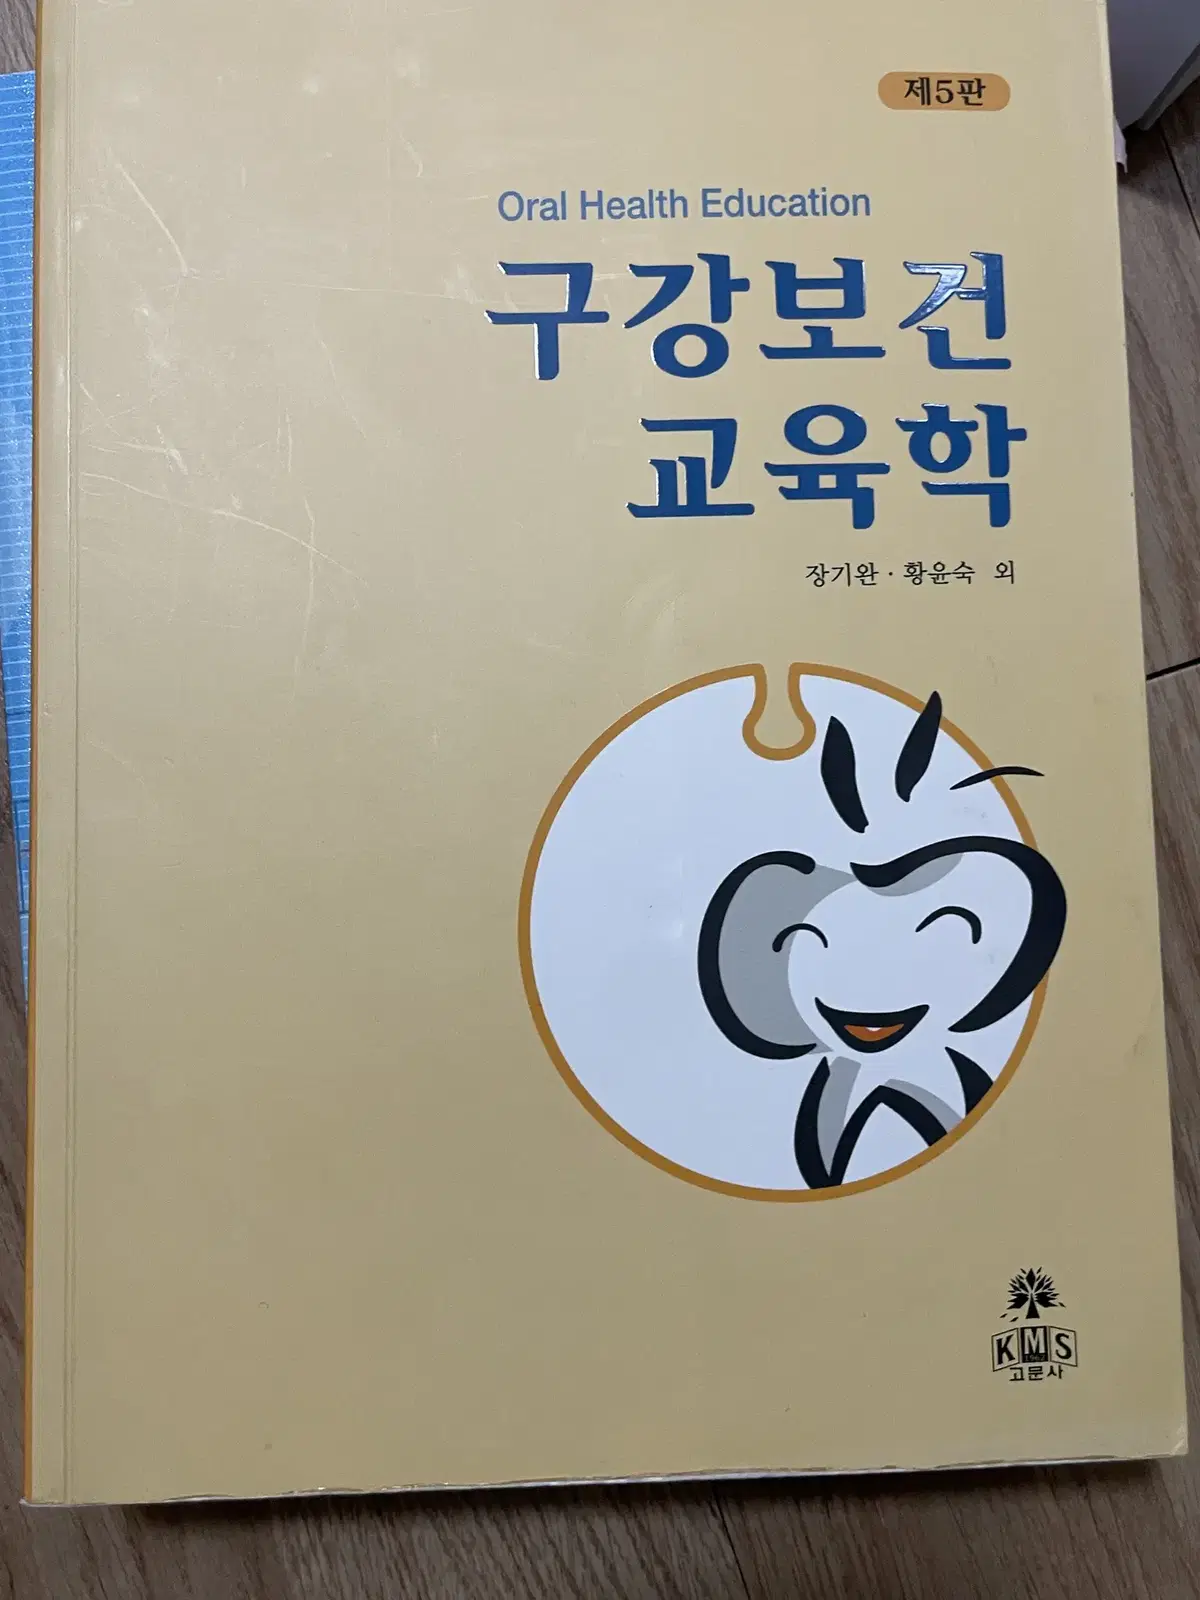 제5판
Oral Health Education
구강보건
교육학
장기완·황윤숙 외
KMS
1962
고문사